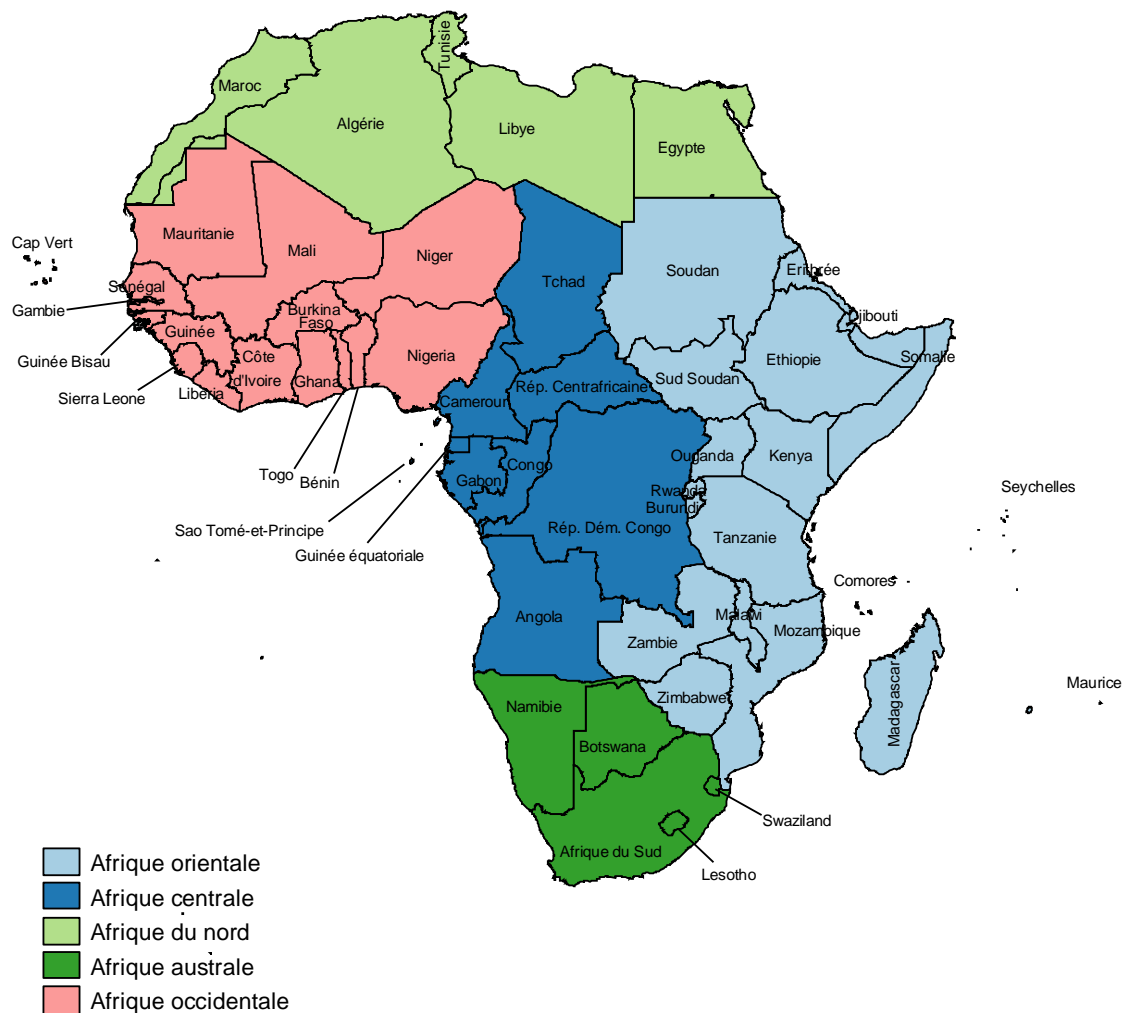 Tunisie
Maroc
Algérie
Libye
Egypte
Mauritanie
Mali
Niger
Cap Vert
Tchad
Soudan
Erithrée
Sénégal
Gambie
Burkina
Faso
Djibouti
Guinée
Guinée Bisau
Côte
d'Ivoire
Nigeria
Ethiopie
Somalie
Sierra Leone
Liberia
Ghana
Rép. Centrafricaine
Sud Soudan
Cameroun
Togo
Bénin
Congo
Gabon
Ouganda
Kenya
Rwanda
Burundi
Seychelles
Sao Tomé-et-Principe
Guinée équatoriale
Rép. Dém. Congo
Tanzanie
Comores
Angola
Malawi
Mozambique
Zambie
Madagascar
Maurice
Zimbabwe
Namibie
Botswana
Swaziland
Afrique du Sud
Lesotho
Afrique orientale
Afrique centrale
Afrique du nord
Afrique australe
Afrique occidentale